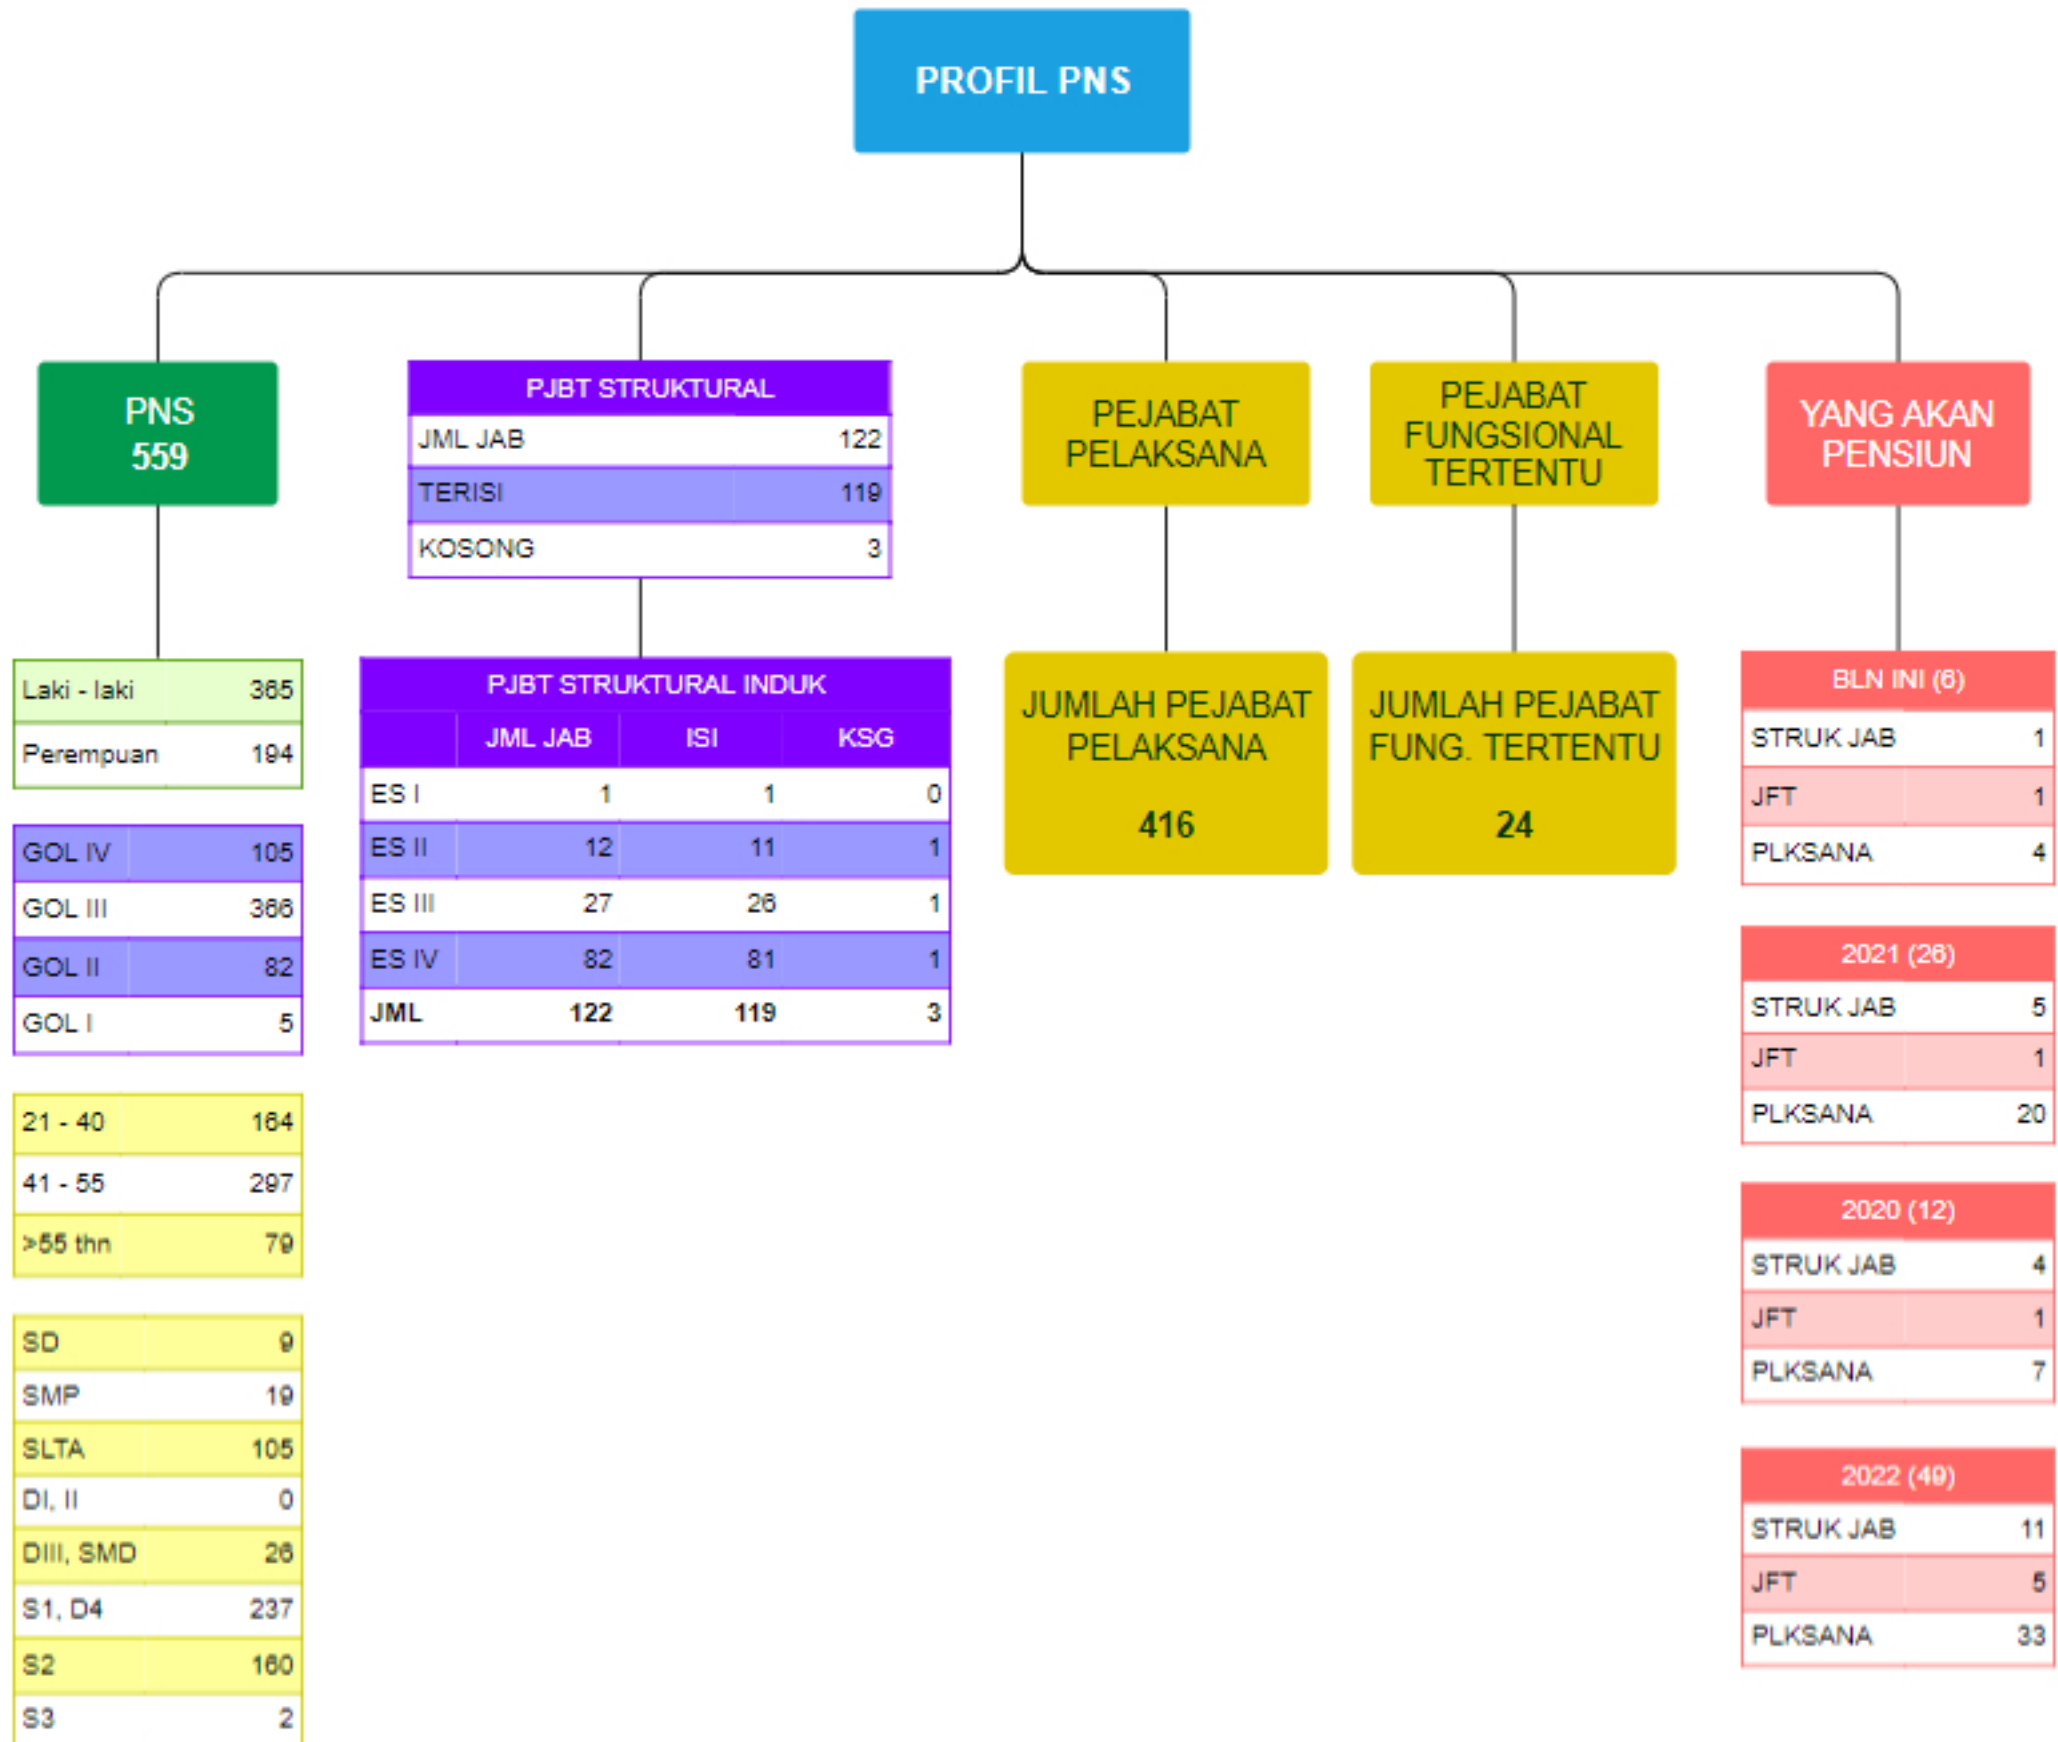 PROFIL PNS
PNS
559
Laki - laki 365
Perempuan 194
GOL IV 105
GOL III 366
GOL II 82
GOL I 5
21 - 40 164
41 - 55 297
>55 thn 79
SD 9
SMP 19
SLTA 105
DI, II 0
DIII, SMD 26
S1, D4 237
S2 160
S3 2
PJBT STRUKTURAL
JML JAB 122
TERISI 119
KOSONG 3
PJBT STRUKTURAL INDUK
JML JAB ISI KSG
ES I 1 1 0
ES II 12 11 1
ES III 27 26 1
ES IV 82 81 1
JML 122 119 3
PEJABAT
PELAKSANA
JUMLAH PEJABAT
PELAKSANA
416
PEJABAT
FUNGSIONAL
TERTENTU
JUMLAH PEJABAT
FUNG. TERTENTU
24
YANG AKAN
PENSIUN
BLN INI (6)
STRUK JAB 1
JFT 1
PLKSANA 4
2021 (26)
STRUK JAB 5
JFT 1
PLKSANA 20
2020 (12)
STRUK JAB 4
JFT 1
PLKSANA 7
2022 (49)
STRUK JAB 11
JFT 5
PLKSANA 33